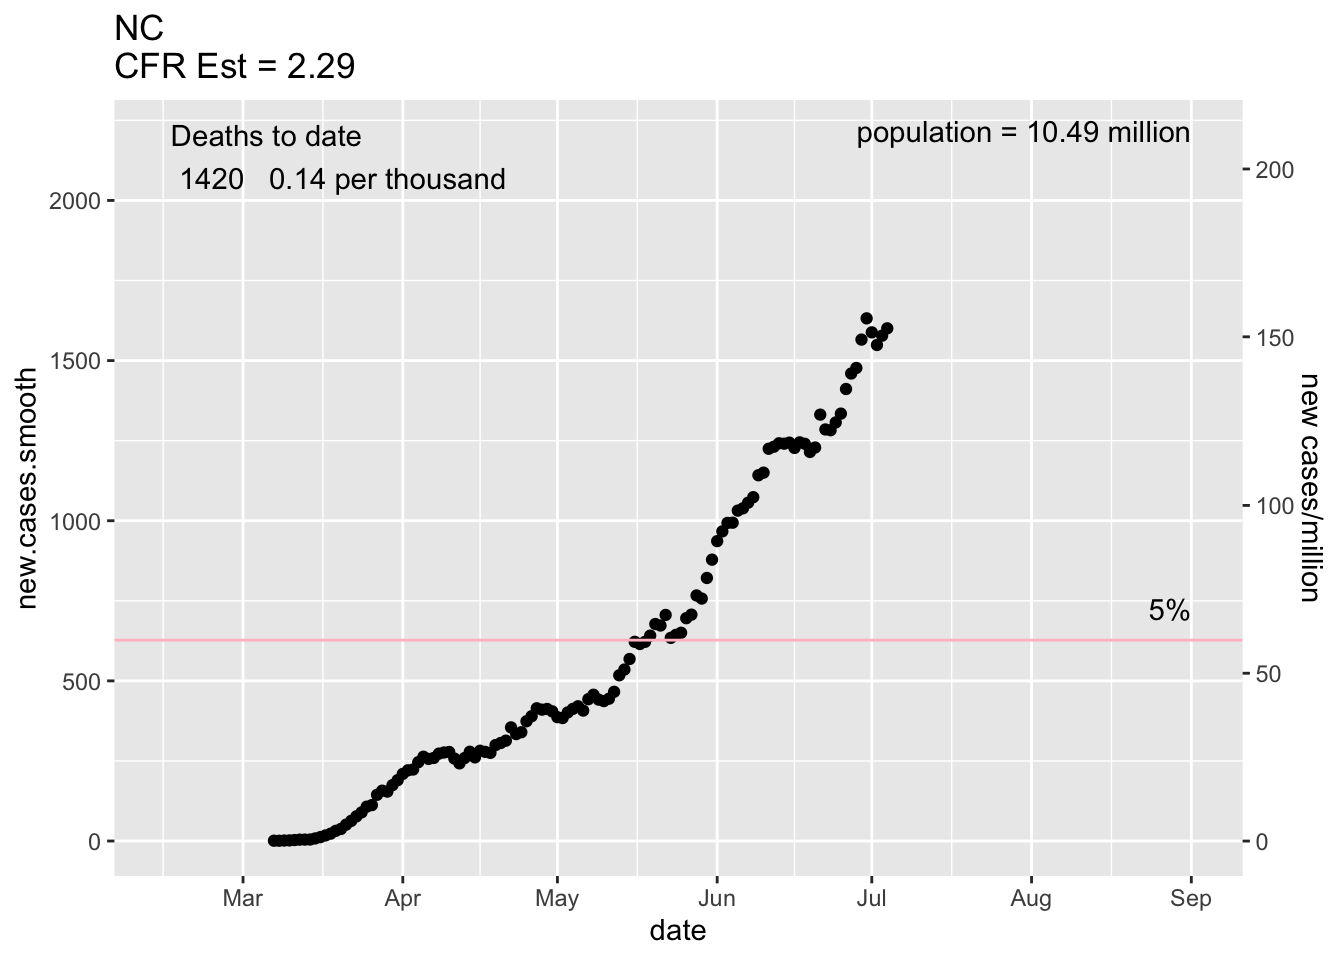 NC
CFR Est = 2.29
Deaths to date
1420 0.14 per thousand
population = 10.49 million
2000
1500
1000
500
0
new.cases.smooth
200
150
100
50
0
new cases/million
5%
Mar Apr May Jun Jul Aug Sep
date